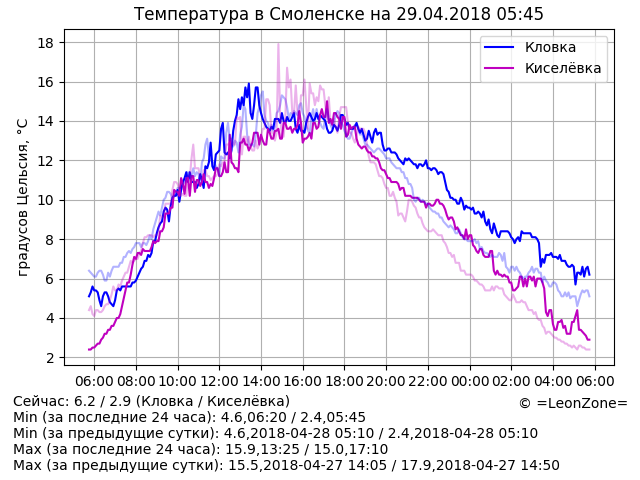 Температура в Смоленске на 29.04.2018 05:45
Кловка
Киселёвка
градусов Цельсия, °C
18
16
14
12
10
8
6
4
2
06:00 08:00 10:00 12:00 14:00 16:00 18:00 20:00 22:00 00:00 02:00 04:00 06:00
Сейчас: 6.2 / 2.9 (Кловка / Киселёвка)
© =LeonZone=
Min (за последние 24 часа): 4.6,06:20 / 2.4,05:45
Min (за предыдущие сутки): 4.6,2018-04-28 05:10 / 2.4,2018-04-28 05:10
Max (за последние 24 часа): 15.9,13:25 / 15.0,17:10
Max (за предыдущие сутки): 15.5,2018-04-27 14:05 / 17.9,2018-04-27 14:50